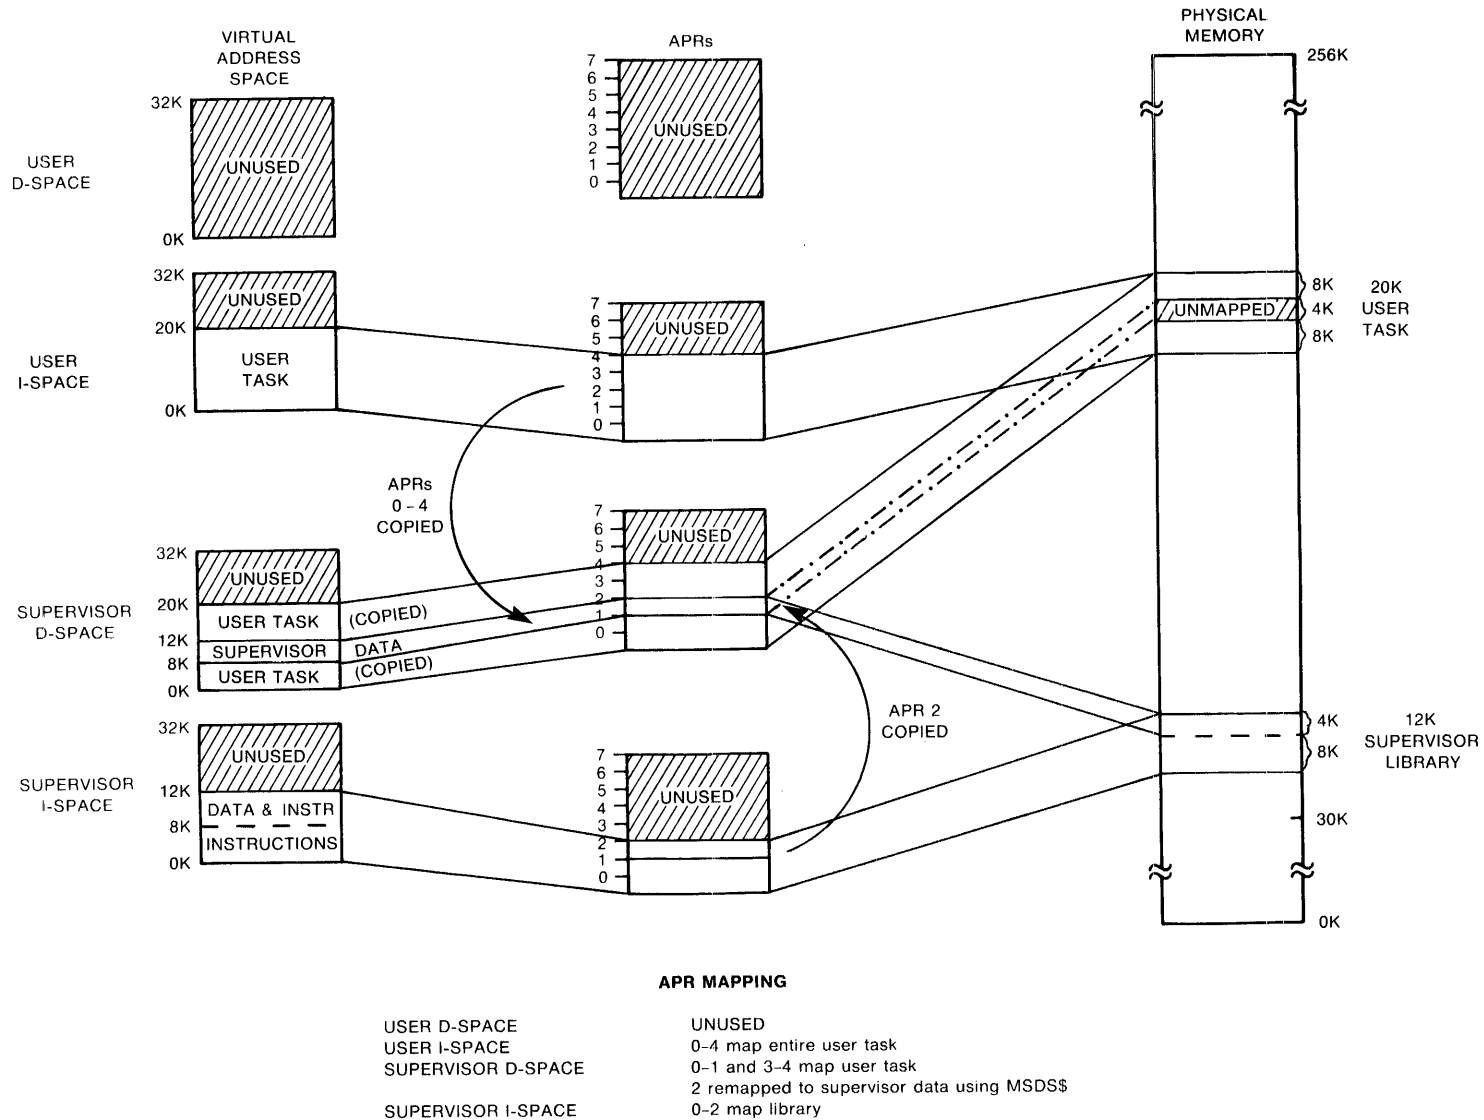 PHYSICAL
MEMORY
256K
VIRTUAL
ADDRESS
SPACE
APRs
32K
UNUSED
0K
USER
D-SPACE
7
6
5
4
3
2
1
0
UNUSED
USER
I-SPACE
32K
UNUSED
20K
USER
TASK
0K
7
6
5
4
3
2
1
0
UNUSED
8K
UNMAPPED
4K
8K
20K
USER
TASK
APRs
0-4
COPIED
SUPERVISOR
D-SPACE
32K
UNUSED
20K
USER TASK (COPIED)
12K
SUPERVISOR DATA
8K
USER TASK (COPIED)
0K
7
6
5
4
3
2
1
0
UNUSED
APR 2
COPIED
4K
8K
12K
SUPERVISOR
LIBRARY
SUPERVISOR
I-SPACE
32K
UNUSED
12K
DATA & INSTR
8K
INSTRUCTIONS
0K
7
6
5
4
3
2
1
0
UNUSED
30K
0K
APR MAPPING
USER D-SPACE UNUSED
USER I-SPACE 0-4 map entire user task
SUPERVISOR D-SPACE 0-1 and 3-4 map user task
2 remapped to supervisor data using MSDS$
SUPERVISOR I-SPACE 0-2 map library